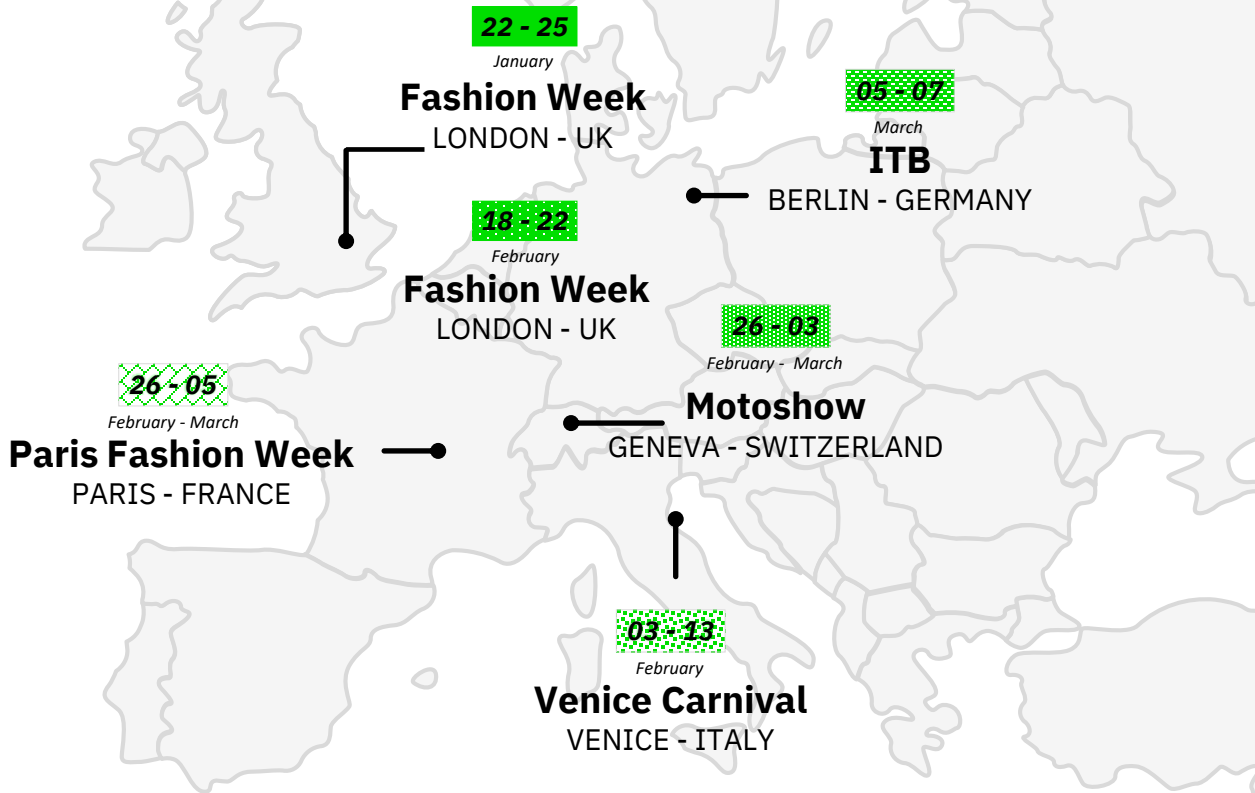 22 - 25
January
Fashion Week
LONDON - UK
05 - 07
March
ITB
BERLIN - GERMANY
18 - 22
February
Fashion Week
LONDON - UK
26 - 03
February - March
Motoshow
GENEVA - SWITZERLAND
26 - 05
February - March
Paris Fashion Week
PARIS - FRANCE
03 - 13
February
Venice Carnival
VENICE - ITALY